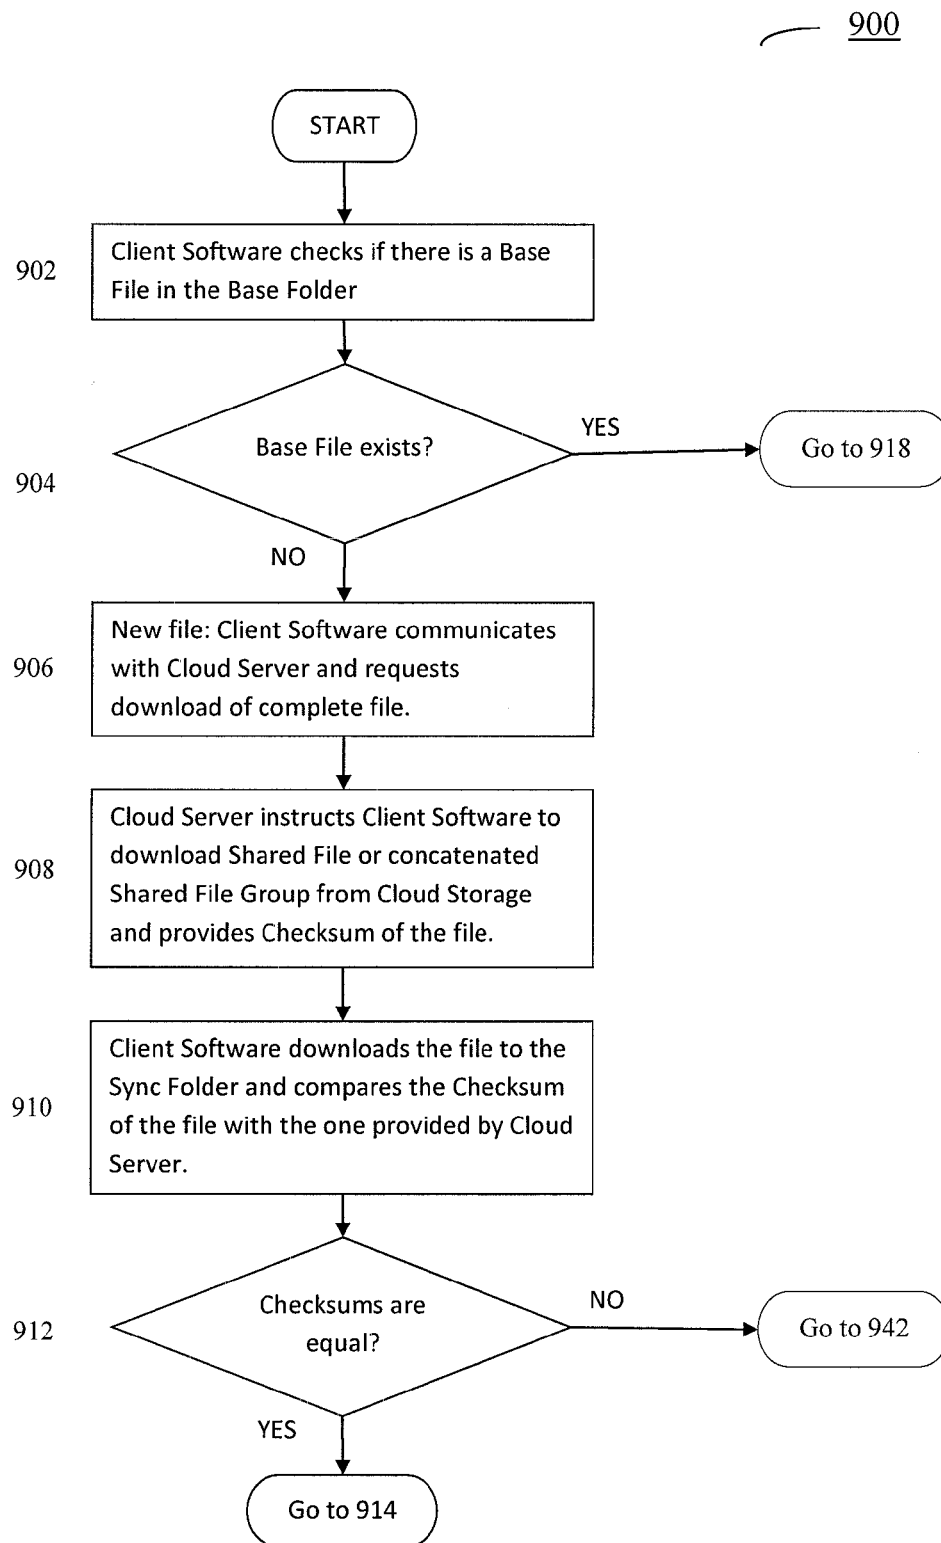 900
START
902
Client Software checks if there is a Base
File in the Base Folder
904
Base File exists?
YES
Go to 918
NO
906
New file: Client Software communicates
with Cloud Server and requests
download of complete file.
908
Cloud Server instructs Client Software to
download Shared File or concatenated
Shared File Group from Cloud Storage
and provides Checksum of the file.
910
Client Software downloads the file to the
Sync Folder and compares the Checksum
of the file with the one provided by Cloud
Server.
912
Checksums are
equal?
NO
Go to 942
YES
Go to 914